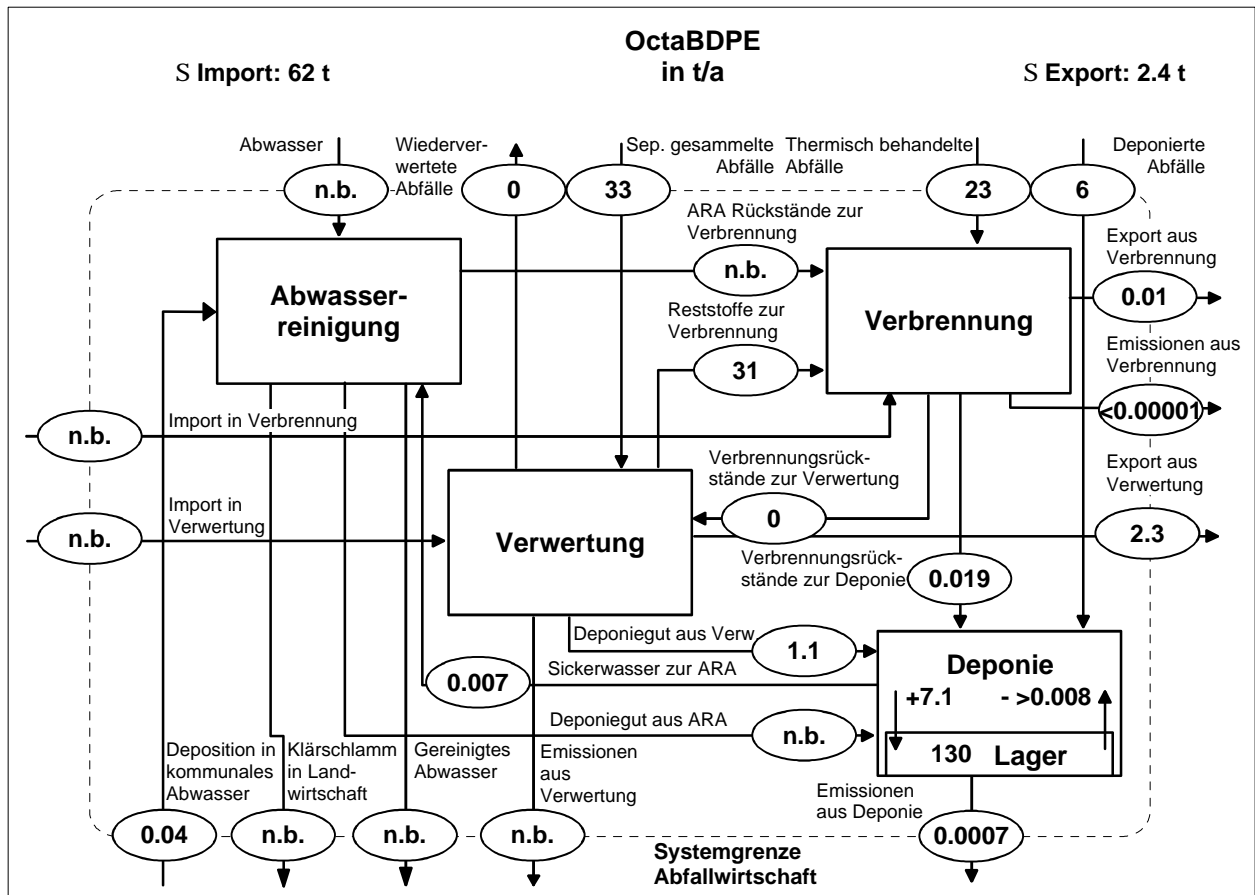 OctaBDPE
in t/a
S Import: 62 t
S Export: 2.4 t
Abwasser
n.b.
Wiederver-
wertete
Abfälle
0
33
Sep. gesammelte
Abfälle
Thermisch behandelte
Abfälle
23
6
Deponierte
Abfälle
ARA Rückstände zur
Verbrennung
n.b.
Abwasser-
reinigung
Verbrennung
Export aus
Verbrennung
0.01
Reststoffe zur
Verbrennung
31
Emissionen aus
Verbrennung
<0.00001
n.b.
Import in Verbrennung
Verbrennungsrück-
stände zur Verwertung
0
Export aus
Verwertung
2.3
n.b.
Import in
Verwertung
Verwertung
Verbrennungsrück-
stände zur Deponie
0.019
Deponiegut aus Verw.
1.1
0.007
Sickerwasser zur ARA
Deponie
+7.1
- >0.008
130
Lager
Deponiegut aus ARA
n.b.
Deposition in
kommunales
Abwasser
Klärschlamm
in Land-
wirtschaft
Gereinigtes
Abwasser
Emissionen
aus
Verwertung
Emissionen
aus Deponie
0.04
n.b.
n.b.
n.b.
0.0007
Systemgrenze
Abfallwirtschaft